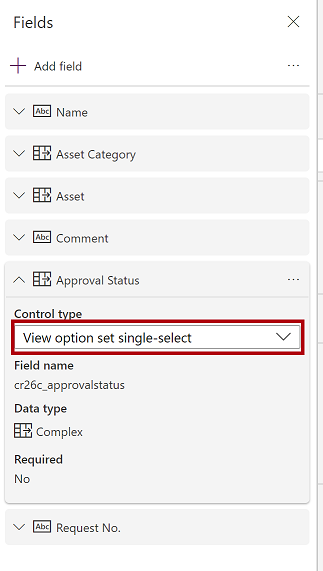 Fields
Add field
Abc Name
Asset Category
Asset
Abc Comment
Approval Status
Control type
View option set single-select
Field name
cr26c_approvalstatus
Data type
Complex
Required
No
Abc Request No.